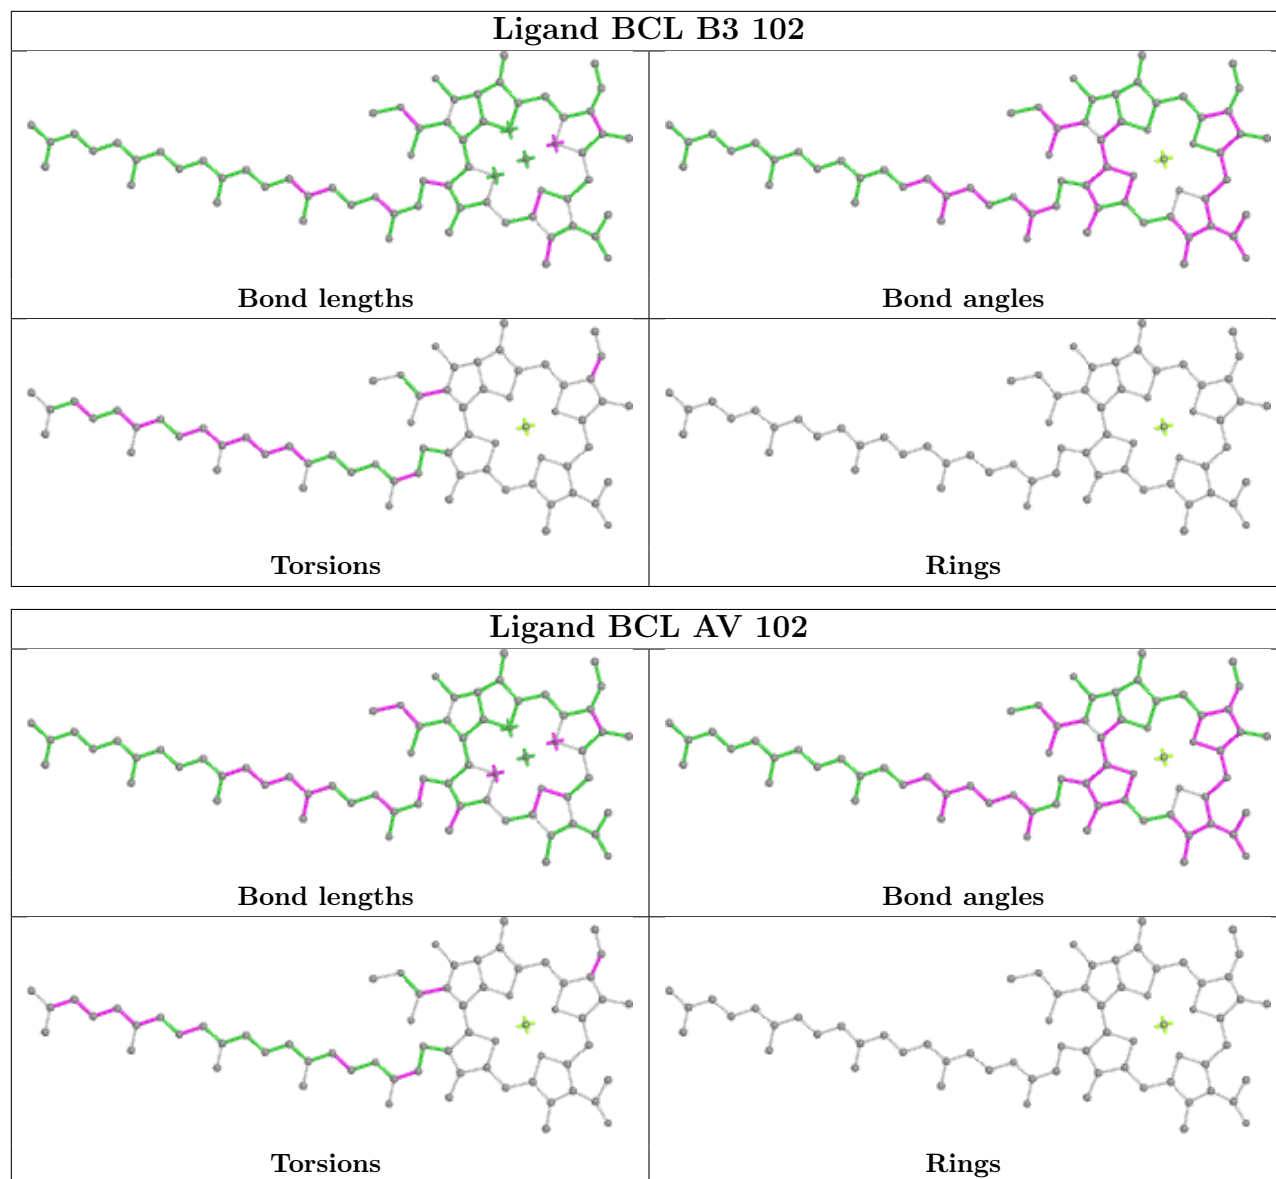 Ligand BCL B3 102
Bond lengths
Bond angles
Torsions
Rings
Ligand BCL AV 102
Bond lengths
Bond angles
Torsions
Rings